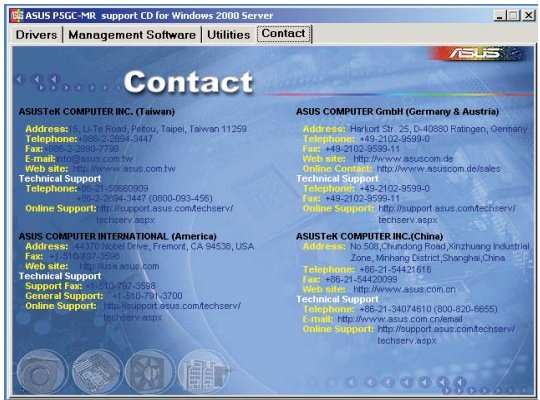 ASUS P5GC-MR support CD for Windows 2000 Server
Drivers Management Software Utilities Contact
ASUS
Contact
ASUSTeK COMPUTER INC. (Taiwan)
Address:15, Li-Te Road, Peitou, Taipei, Taiwan 11259
Telephone:+886-2-2894-3447
Fax:+886-2-2890-7798
E-mail:info@asus.com.tw
Web site: http://www.asus.com.tw
Technical Support
Telephone:+86-21-58660909
+86-2-2894-3447 (0800-093-456)
Online Support:http://support.asus.com/techserv/
techserv.aspx
ASUS COMPUTER INTERNATIONAL (America)
Address: 44370 Nobel Drive, Fremont, CA 94538, USA
Fax: +1-510-797-3598
Web site: http://usa.asus.com
Technical Support
Support Fax: +1-510-797-3598
General Support: +1-510-791-3700
Online Support: http://support.asus.com/techserv/
techserv.aspx
ASUS COMPUTER GmbH (Germany & Austria)
Address: Harkort Str. 25, D-40880 Ratingen, Germany
Telephone: +49-2102-9599-0
Fax: +49-2102-9599-11
Web site: http://www.asuscom.de
Online Contact: http://www.asuscom.de/sales
Technical Support
Telephone: +49-2102-9599-0
Fax: +49-2102-9599-11
Online Support: http://support.asus.com/techserv/
techserv.aspx
ASUSTeK COMPUTER INC.(China)
Address: No.508,Chundong Road,Xinzhuang Industrial
Zone, Minhang District,Shanghai,China
Telephone: +86-21-54421616
Fax: +86-21-54420099
Web site: http://www.asus.com.cn
Technical Support
Telephone: +86-21-34074610 (800-820-6655)
E-mail: http://www.asus.com.cn/email
Online Support: http://support.asus.com/techserv/
techserv.aspx